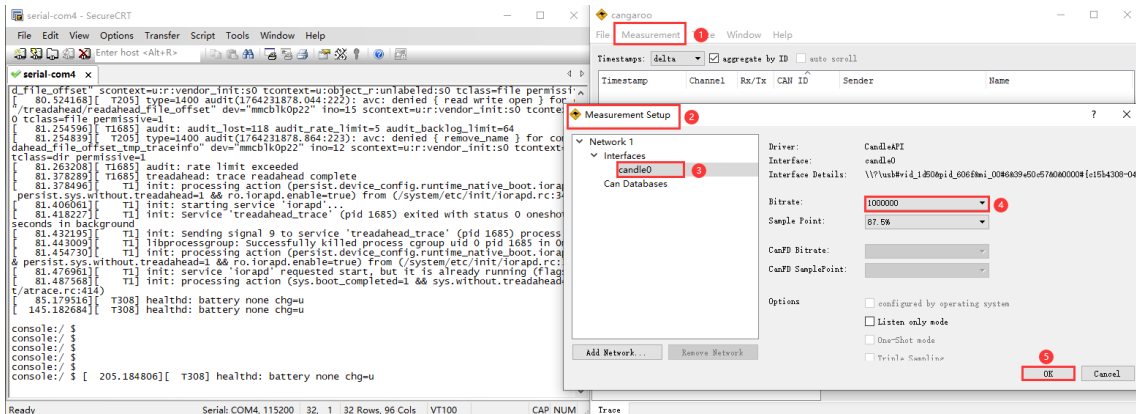 serial-com4 - SecureCRT
File Edit View Options Transfer Script Tools Window Help
Enter host <Alt+R>
serial-com4 x
d_file_offset" scontext=u:r:vendor_init:s0 tcontext=u:object_r:unlabeled:s0 tclass=file permissi
[ 80.524168][ T205] type=1400 audit(1764231878.044:222): avc: denied { read write open } for
"/treadahead/readahead_file_offset" dev="mmcblk0p22" ino=15 scontext=u:r:vendor_init:s0 tconte
0 tclass=file permissive=1
[ 81.254596][ T1685] audit: audit_lost=118 audit_rate_limit=5 audit_backlog_limit=64
[ 81.254839][ T205] type=1400 audit(1764231878.864:223): avc: denied { remove_name } for co
dahead_file_offset_tmp_traceinfo" dev="mmcblk0p22" ino=12 scontext=u:r:vendor_init:s0 tcontext=
tclass=dir permissive=1
[ 81.263208][ T1685] audit: rate limit exceeded
[ 81.378289][ T1685] treadahead: trace readahead complete
[ 81.378496][ T1] init: processing action (persist.device_config.runtime_native_boot.iorap
persist.sys.without.treadahead=1 && ro.iorapd.enable=true) from (/system/etc/init/iorapd.rc:3
[ 81.406061][ T1] init: starting service 'iorapd'...
[ 81.418227][ T1] init: Service 'treadahead_trace' (pid 1685) exited with status 0 oneshot
seconds in background
[ 81.432195][ T1] init: Sending signal 9 to service 'treadahead_trace' (pid 1685) process
[ 81.443009][ T1] libprocessgroup: Successfully killed process cgroup uid 0 pid 1685 in 0m
[ 81.454730][ T1] init: processing action (persist.device_config.runtime_native_boot.iorap
& persist.sys.without.treadahead=1 && ro.iorapd.enable=true) from (/system/etc/init/iorapd.rc:
[ 81.476961][ T1] init: service 'iorapd' requested start, but it is already running (flag
[ 81.487568][ T1] init: processing action (sys.boot_completed=1 && sys.without.treadahead
t/atrace.rc:414)
[ 85.179516][ T308] healthd: battery none chg=u
[ 145.182684][ T308] healthd: battery none chg=u
console:/ $
console:/ $
console:/ $
console:/ $
console:/ $
console:/ $ [ 205.184806][ T308] healthd: battery none chg=u
Ready Serial: COM4, 115200 32, 1 32 Rows, 96 Cols VT100 CAP NUM
cangaroo
File Measurement 1 Window Help
Timestamps: delta aggregate by ID auto scroll
Timestamp Channel Rx/Tx CAN ID Sender Name
Measurement Setup 2 ? X
Network 1
Interfaces
candle0 3
Can Databases
Add Network... Remove Network
Driver: CandleAPI
Interface: candle0
Interface Details: \\?\usb#vid_1d50&pid_606f&mi_00#6&39e50c57&0&0000#{c15b4308-04
Bitrate: 1000000 4
Sample Point: 87.5%
CanFD Bitrate:
CanFD SamplePoint:
Options configured by operating system
Listen only mode
One-Shot mode
Triple Sampling
5
OK Cancel
Trace